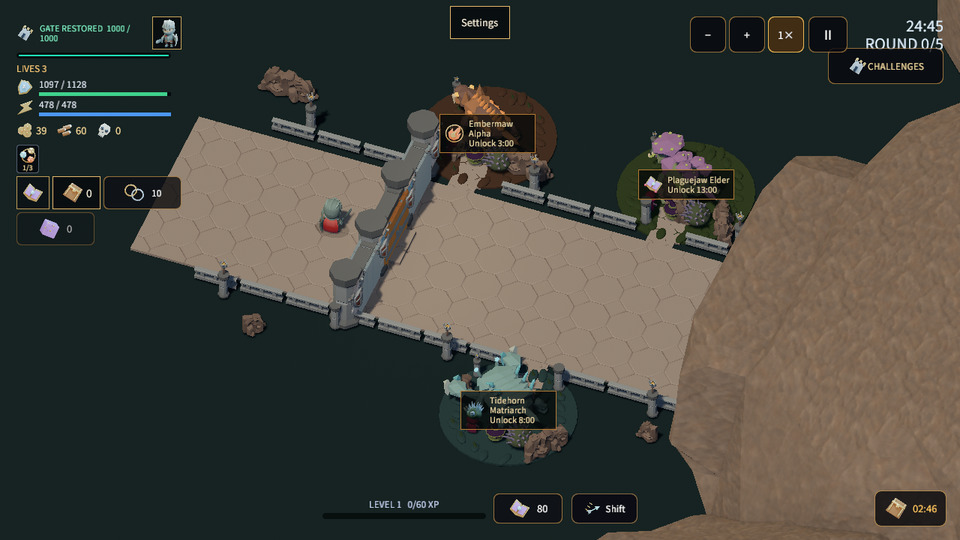 GATE RESTORED 1000 /
1000
LIVES 3
1097 / 1128
478 / 478
39
60
0
1/3
0
10
0
Settings
−
+
1×
24:45
ROUND 0/5
CHALLENGES
Embermaw
Alpha
Unlock 3:00
Plaguejaw Elder
Unlock 13:00
Tidehorn
Matriarch
Unlock 8:00
LEVEL 1 0/60 XP
80
Shift
02:46